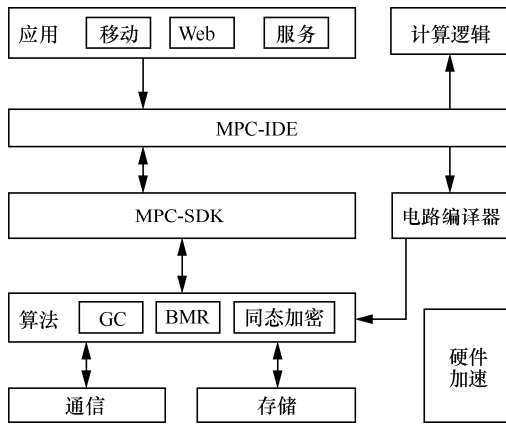 应用 移动 Web 服务 计算逻辑
MPC-IDE
MPC-SDK 电路编译器
算法 GC BMR 同态加密
硬件
加速
通信 存储